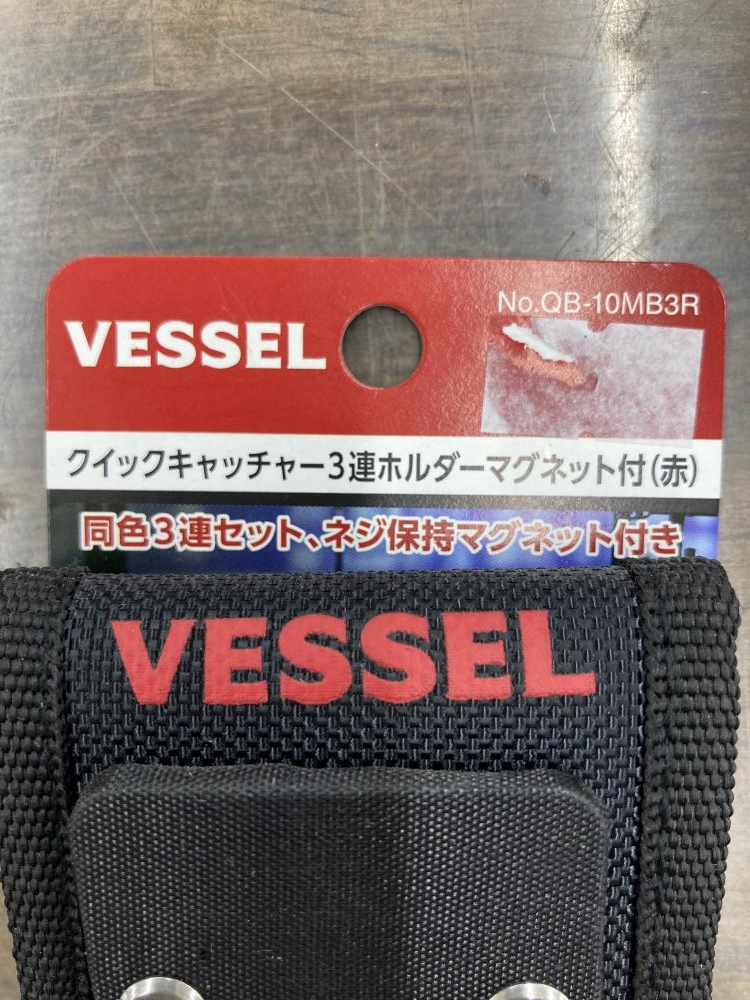 No.QB-10MB3R
VESSEL
クイックキャッチャー3連ホルダーマグネット付(赤)
同色3連セット、ネジ保持マグネット付き
VESSEL